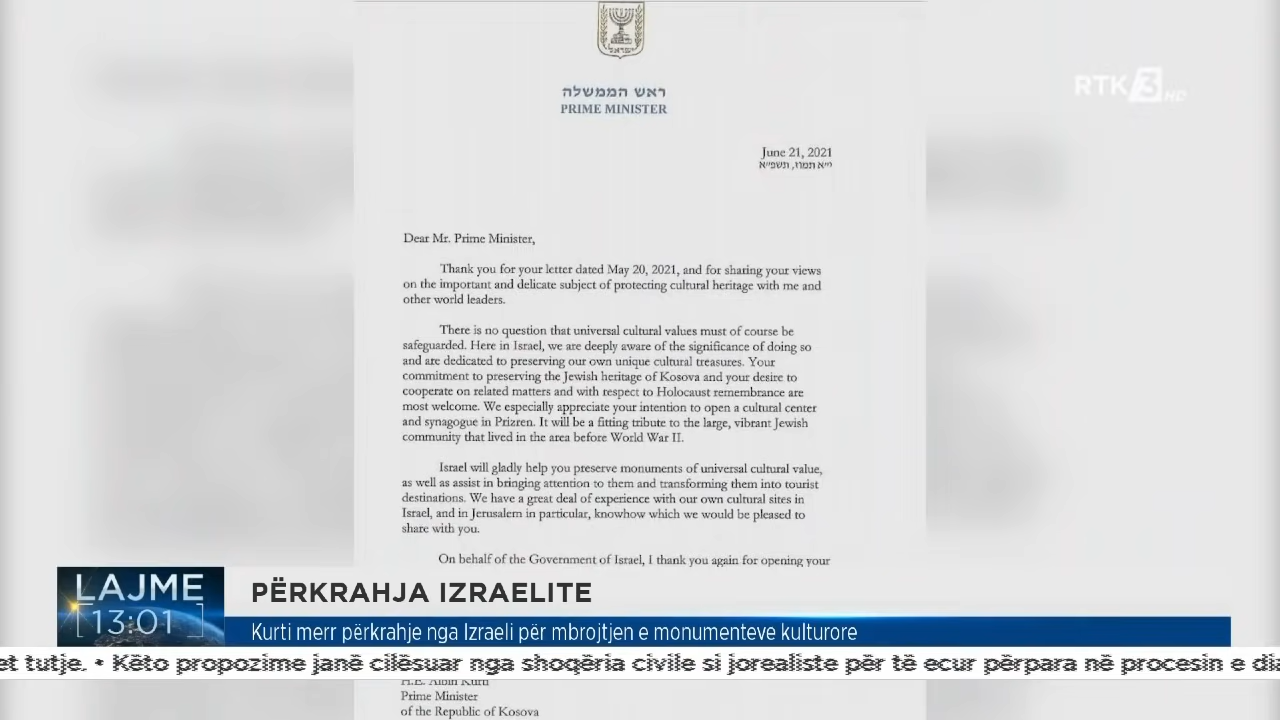 ראש הממשלה
PRIME MINISTER
RTK 3 HD
June 21, 2021
י"א תמוז, תשפ"א
Dear Mr. Prime Minister,
Thank you for your letter dated May 20, 2021, and for sharing your views
on the important and delicate subject of protecting cultural heritage with me and
other world leaders.
There is no question that universal cultural values must of course be
safeguarded. Here in Israel, we are deeply aware of the significance of doing so
and are dedicated to preserving our own unique cultural treasures. Your
commitment to preserving the Jewish heritage of Kosova and your desire to
cooperate on related matters and with respect to Holocaust remembrance are
most welcome. We especially appreciate your intention to open a cultural center
and synagogue in Prizren. It will be a fitting tribute to the large, vibrant Jewish
community that lived in the area before World War II.
Israel will gladly help you preserve monuments of universal cultural value,
as well as assist in bringing attention to them and transforming them into tourist
destinations. We have a great deal of experience with our own cultural sites in
Israel, and in Jerusalem in particular, knowhow which we would be pleased to
share with you.
On behalf of the Government of Israel, I thank you again for opening your
LAJME
13:01
PËRKRAHJA IZRAELITE
Kurti merr përkrahje nga Izraeli për mbrojtjen e monumenteve kulturore
et tutje. • Këto propozime janë cilësuar nga shoqëria civile si jorealiste për të ecur përpara në procesin e dia
H.E. Albin Kurti
Prime Minister
of the Republic of Kosova